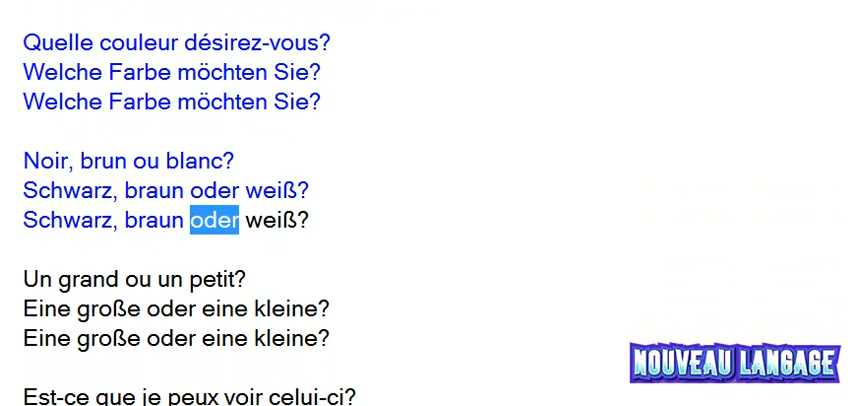 Quelle couleur désirez-vous?
Welche Farbe möchten Sie?
Welche Farbe möchten Sie?
Noir, brun ou blanc?
Schwarz, braun oder weiß?
Schwarz, braun oder weiß?
Un grand ou un petit?
Eine große oder eine kleine?
Eine große oder eine kleine?
NOUVEAU LANGAGE
Est-ce que je peux voir celui-ci?